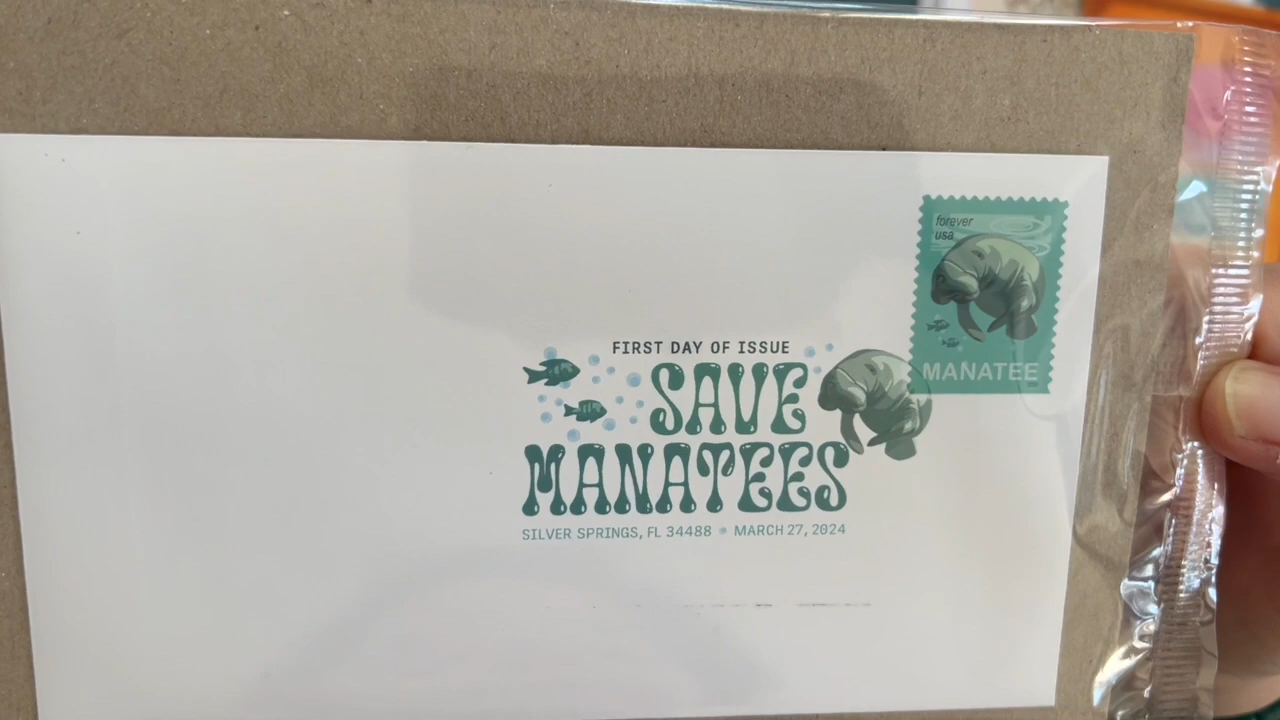 forever
usa
MANATEE
FIRST DAY OF ISSUE
SAVE
MANATEES
SILVER SPRINGS, FL 34488 • MARCH 27, 2024